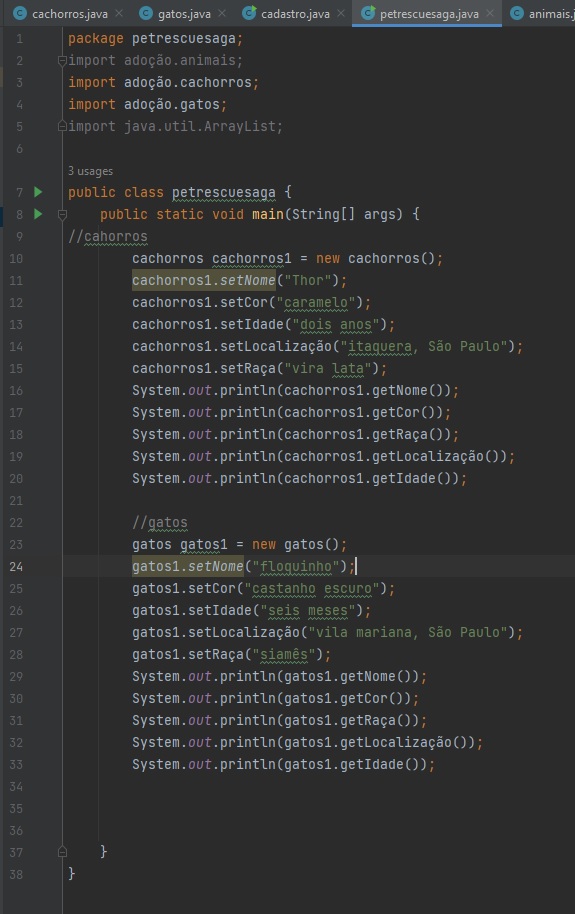 cachorros.java gatos.java cadastro.java petrescuesaga.java animais.j
1 package petrescuesaga;
2 import adoção.animais;
3 import adoção.cachorros;
4 import adoção.gatos;
5 import java.util.ArrayList;
6
3 usages
7 public class petrescuesaga {
8 public static void main(String[] args) {
9 //cahorros
10 cachorros cachorros1 = new cachorros();
11 cachorros1.setNome("Thor");
12 cachorros1.setCor("caramelo");
13 cachorros1.setIdade("dois anos");
14 cachorros1.setLocalização("itaquera, São Paulo");
15 cachorros1.setRaça("vira lata");
16 System.out.println(cachorros1.getNome());
17 System.out.println(cachorros1.getCor());
18 System.out.println(cachorros1.getRaça());
19 System.out.println(cachorros1.getLocalização());
20 System.out.println(cachorros1.getIdade());
21
22 //gatos
23 gatos gatos1 = new gatos();
24 gatos1.setNome("floquinho");
25 gatos1.setCor("castanho escuro");
26 gatos1.setIdade("seis meses");
27 gatos1.setLocalização("vila mariana, São Paulo");
28 gatos1.setRaça("siamês");
29 System.out.println(gatos1.getNome());
30 System.out.println(gatos1.getCor());
31 System.out.println(gatos1.getRaça());
32 System.out.println(gatos1.getLocalização());
33 System.out.println(gatos1.getIdade());
34
35
36
37 }
38 }